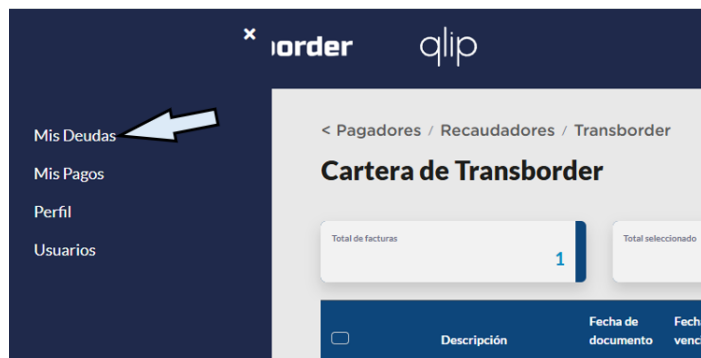 ×
order
qlip
Mis Deudas
Mis Pagos
Perfil
Usuarios
< Pagadores / Recaudadores / Transborder
Cartera de Transborder
Total de facturas
1
Total seleccionado
Descripción
Fecha de
documento
Fech
venc